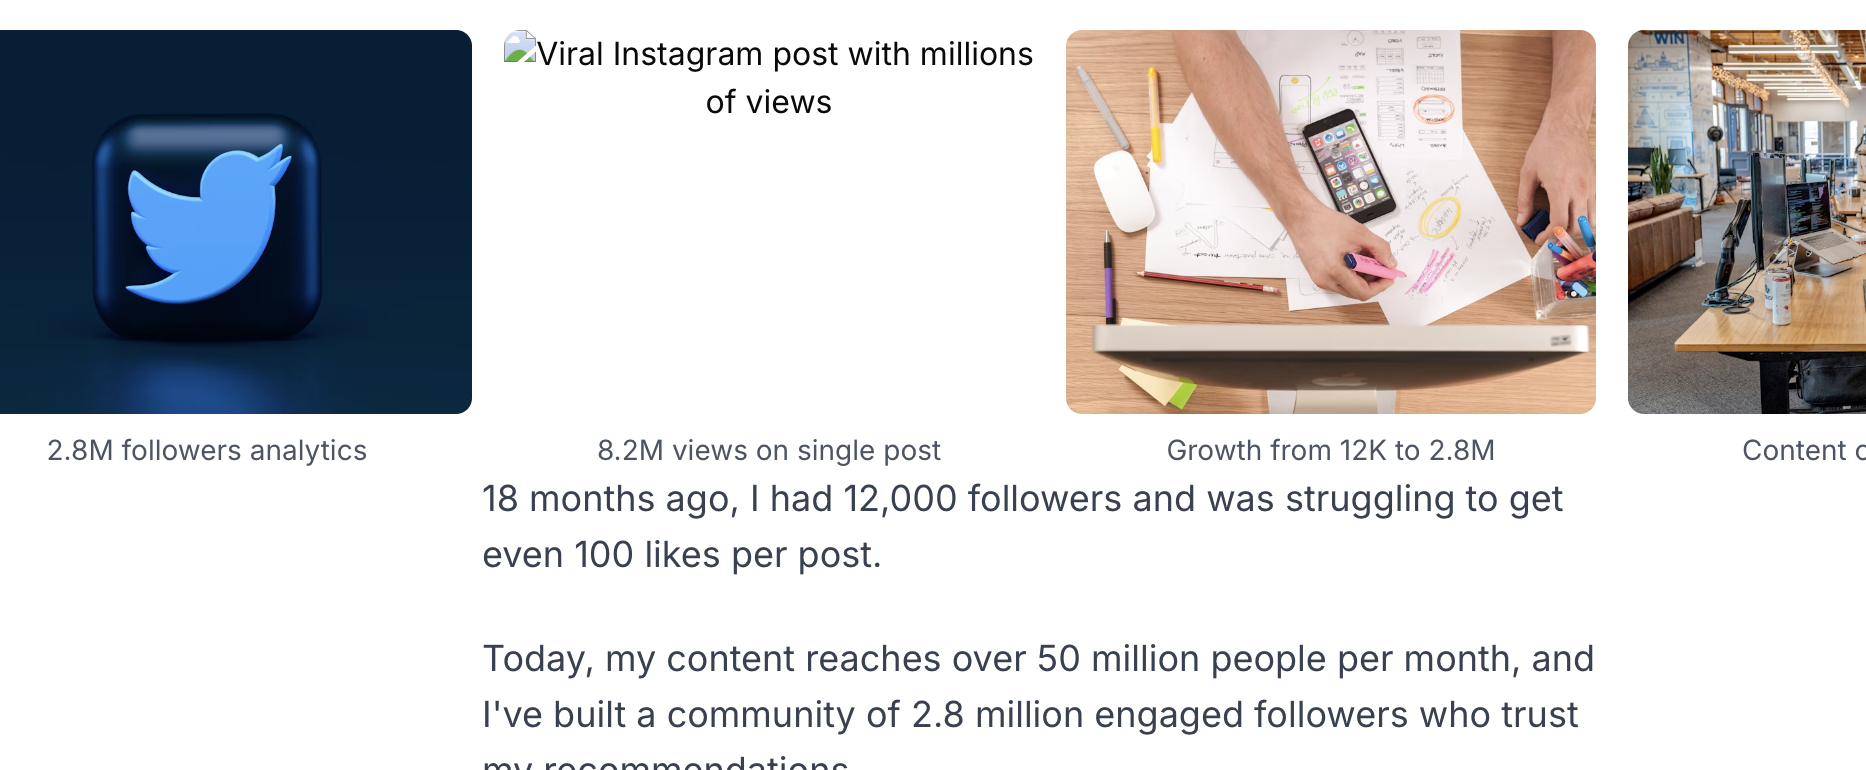 Viral Instagram post with millions
of views
WIN
2.8M followers analytics
8.2M views on single post
Growth from 12K to 2.8M
Content
18 months ago, I had 12,000 followers and was struggling to get
even 100 likes per post.
Today, my content reaches over 50 million people per month, and
I've built a community of 2.8 million engaged followers who trust
my recommendations.